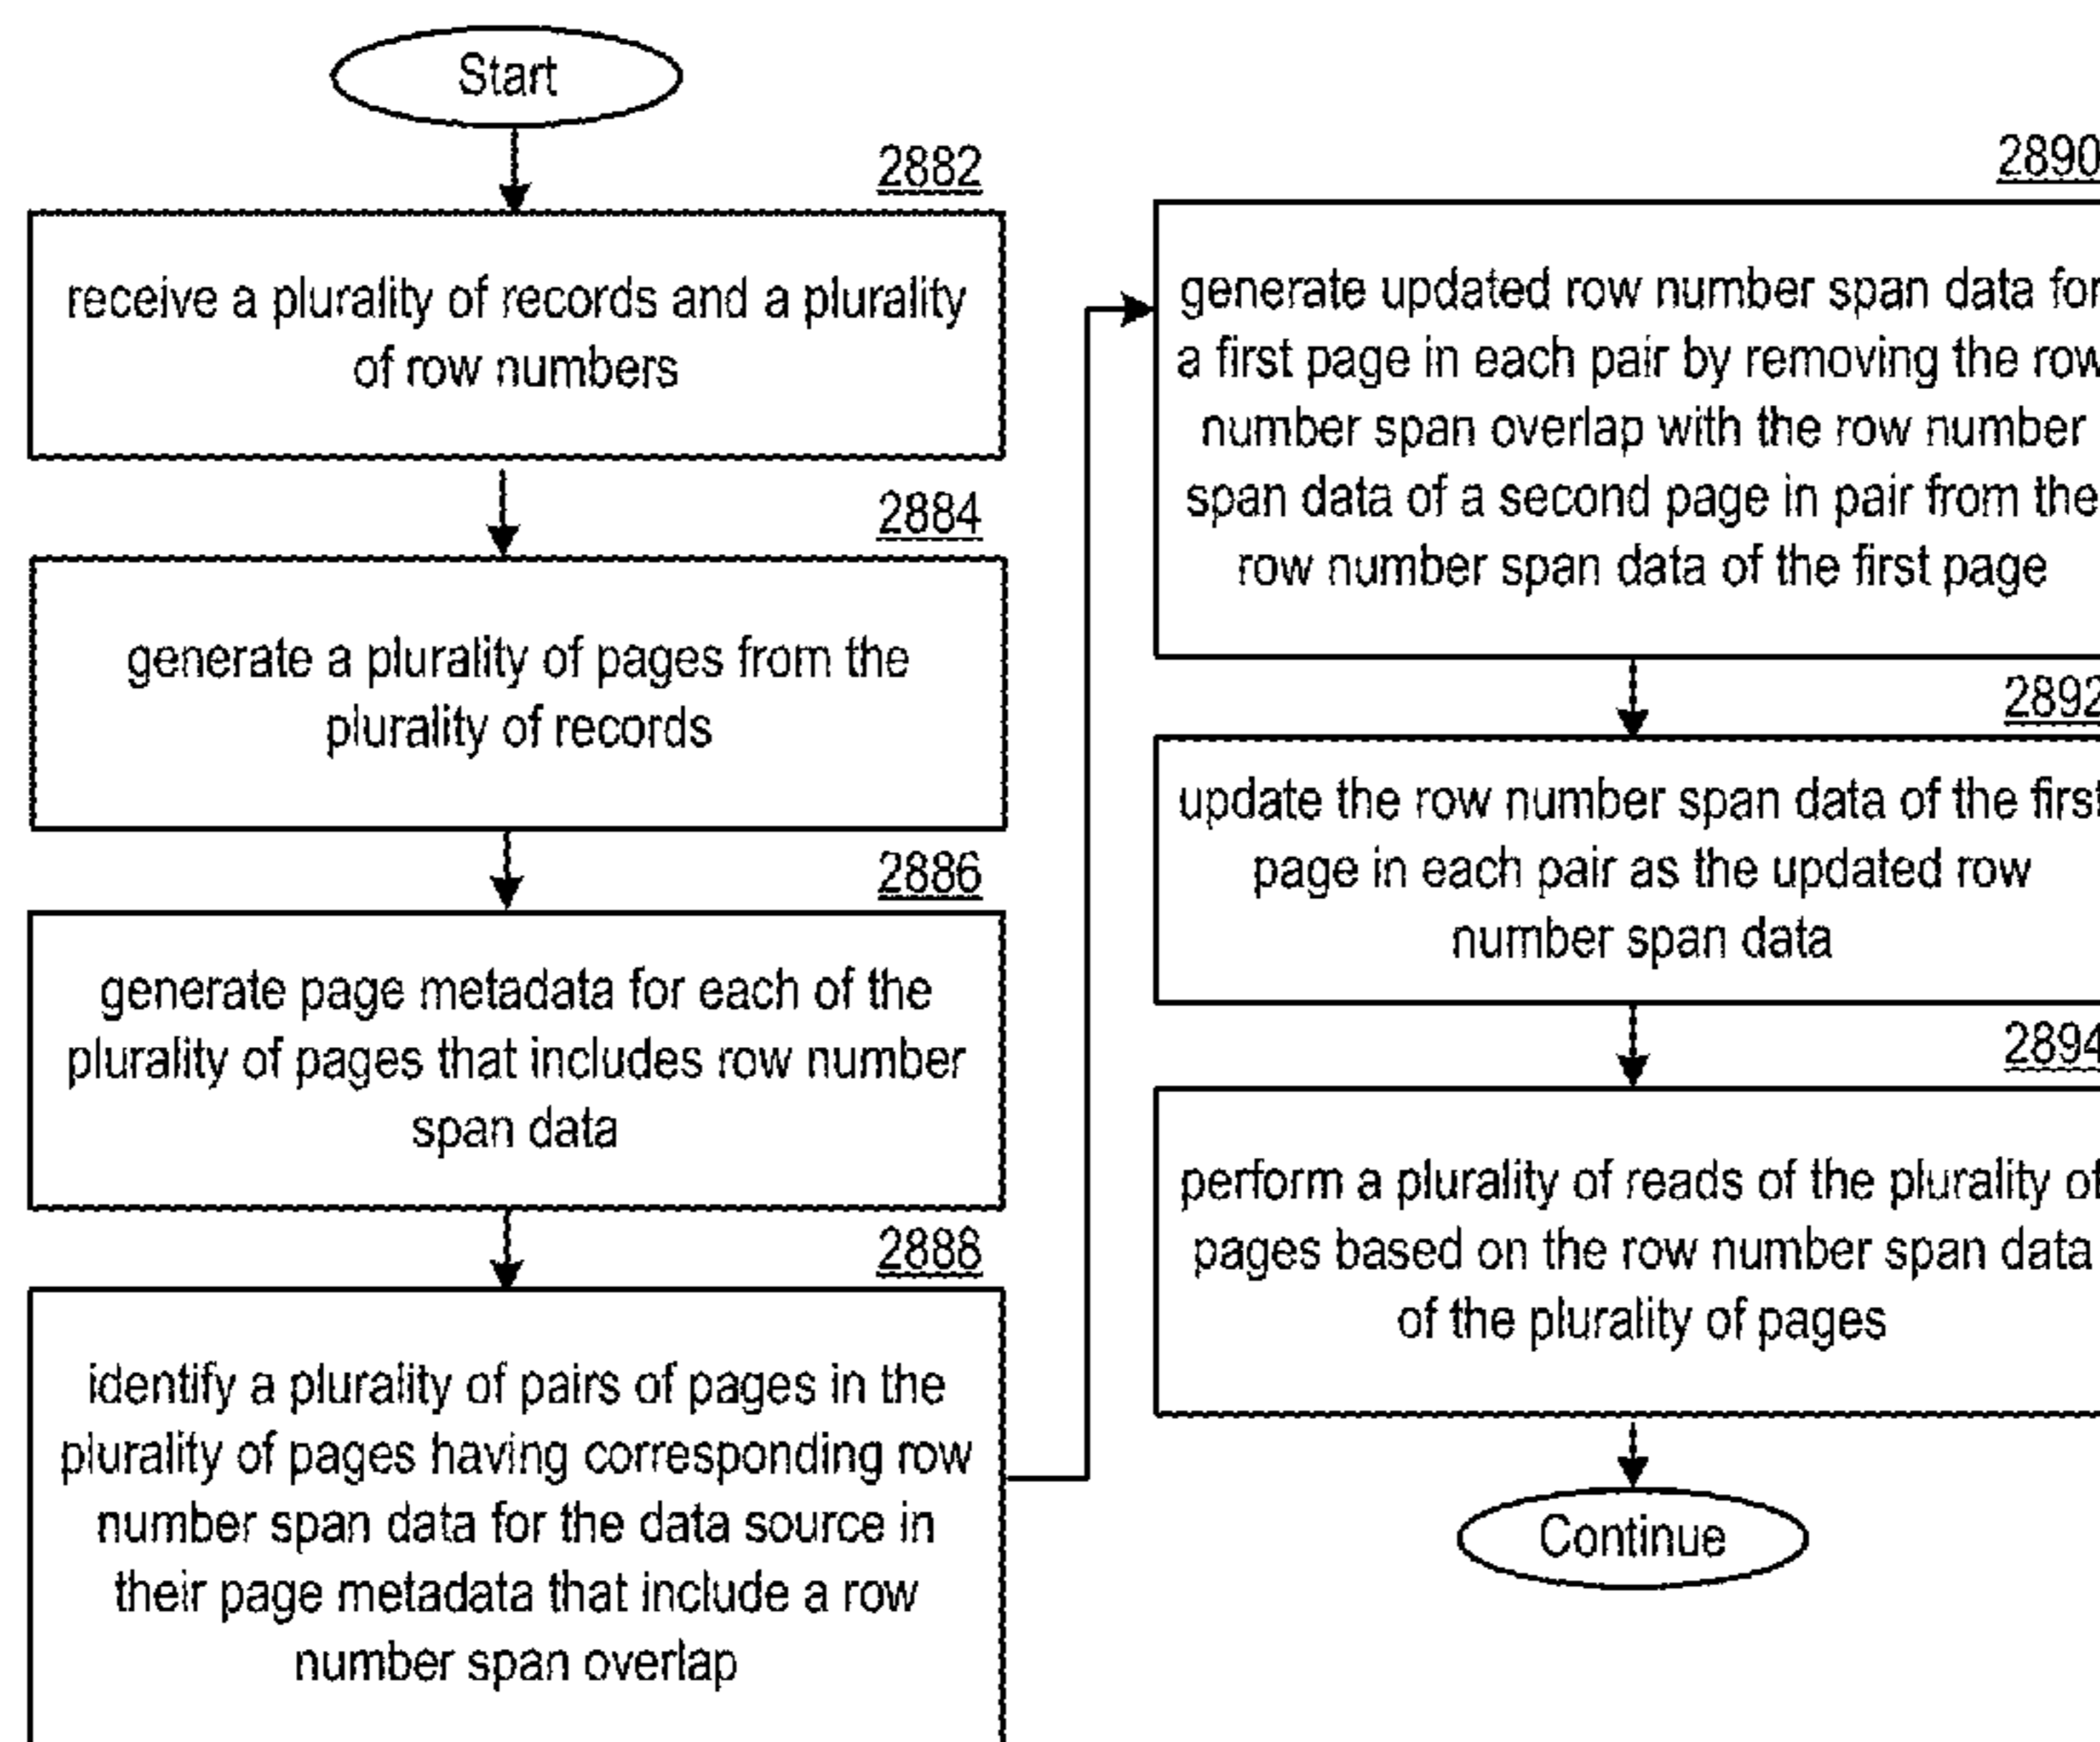 Start
2882
receive a plurality of records and a plurality
of row numbers
2884
generate a plurality of pages from the
plurality of records
2886
generate page metadata for each of the
plurality of pages that includes row number
span data
2888
identify a plurality of pairs of pages in the
plurality of pages having corresponding row
number span data for the data source in
their page metadata that include a row
number span overlap
2890
generate updated row number span data for
a first page in each pair by removing the row
number span overlap with the row number
span data of a second page in pair from the
row number span data of the first page
2892
update the row number span data of the first
page in each pair as the updated row
number span data
2894
perform a plurality of reads of the plurality of
pages based on the row number span data
of the plurality of pages
Continue